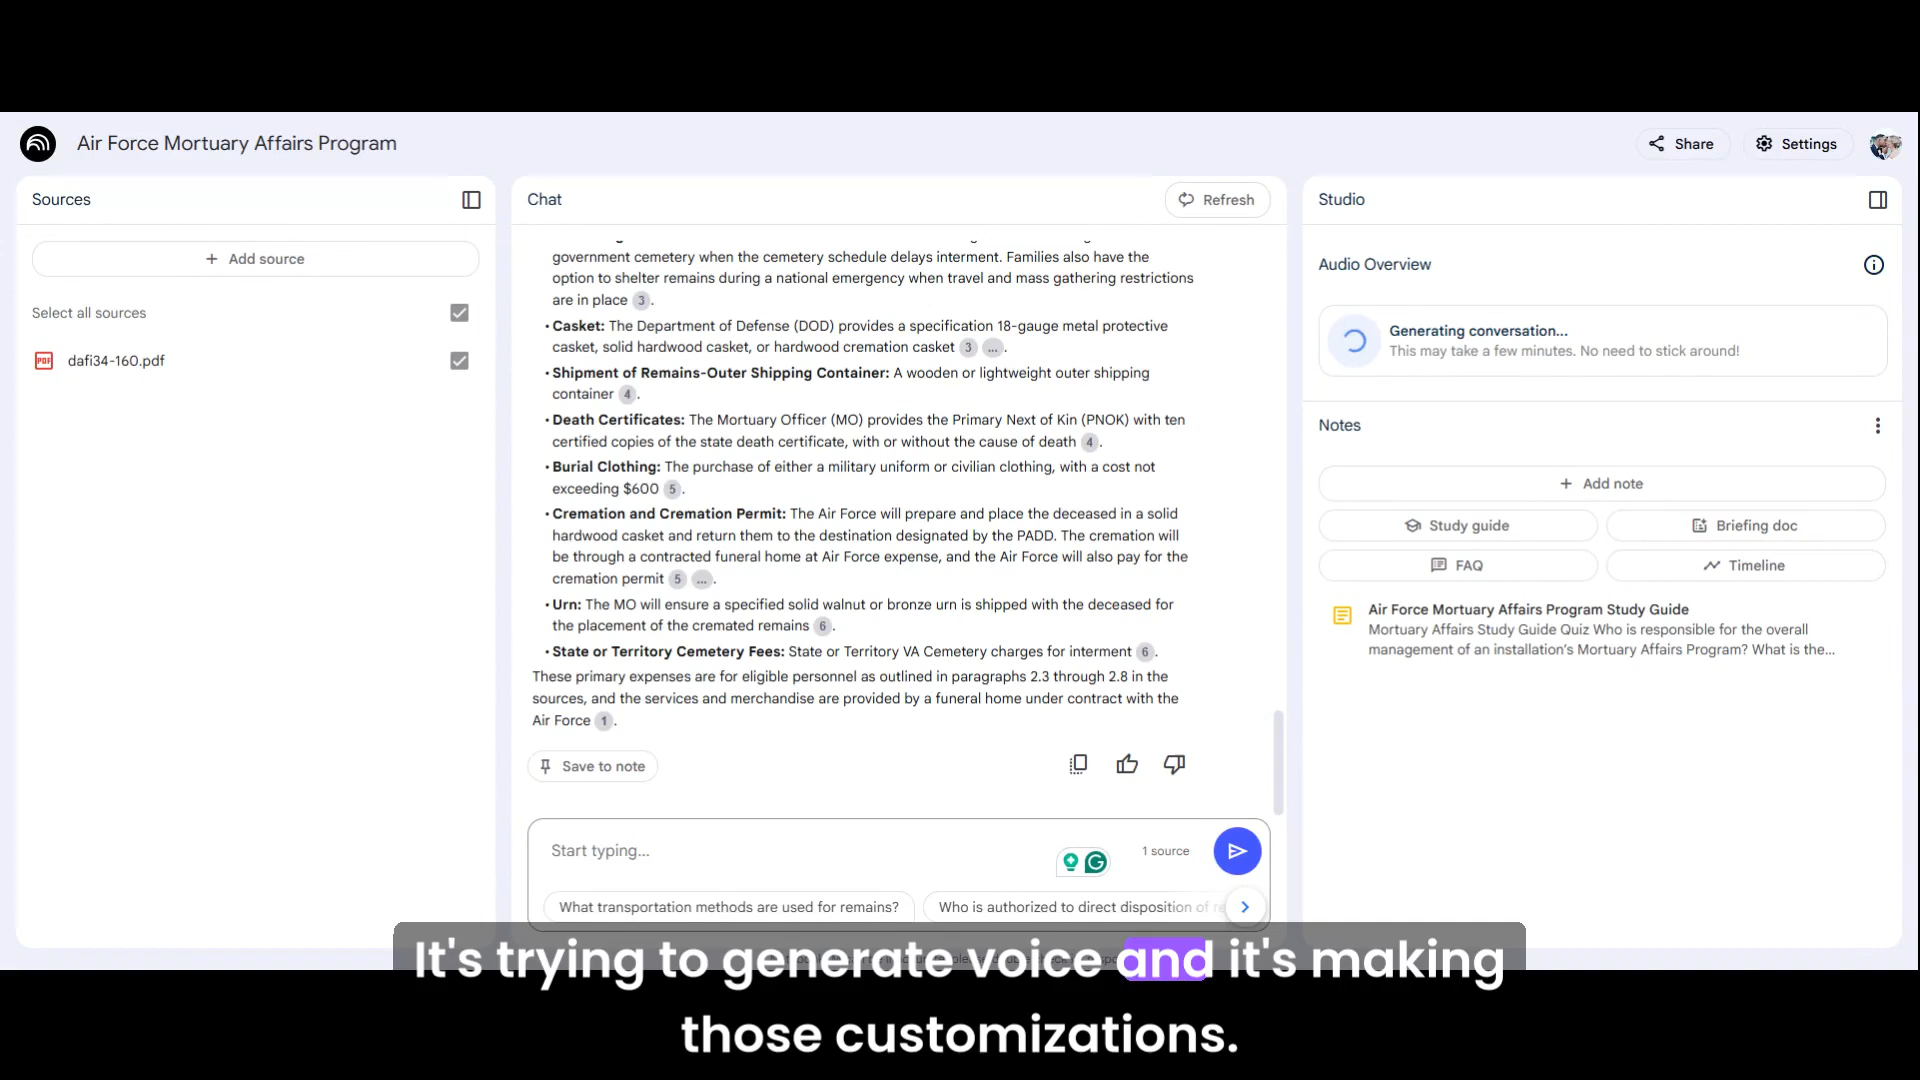 Air Force Mortuary Affairs Program
Share
Settings
Sources
Add source
Select all sources
PDF
dafi34-160.pdf
Chat
Refresh
government cemetery when the cemetery schedule delays interment. Families also have the
option to shelter remains during a national emergency when travel and mass gathering restrictions
are in place 3.
• Casket: The Department of Defense (DOD) provides a specification 18-gauge metal protective
casket, solid hardwood casket, or hardwood cremation casket 3 ... .
• Shipment of Remains-Outer Shipping Container: A wooden or lightweight outer shipping
container 4.
• Death Certificates: The Mortuary Officer (MO) provides the Primary Next of Kin (PNOK) with ten
certified copies of the state death certificate, with or without the cause of death 4.
• Burial Clothing: The purchase of either a military uniform or civilian clothing, with a cost not
exceeding $600 5.
• Cremation and Cremation Permit: The Air Force will prepare and place the deceased in a solid
hardwood casket and return them to the destination designated by the PADD. The cremation will
be through a contracted funeral home at Air Force expense, and the Air Force will also pay for the
cremation permit 5 ... .
• Urn: The MO will ensure a specified solid walnut or bronze urn is shipped with the deceased for
the placement of the cremated remains 6.
• State or Territory Cemetery Fees: State or Territory VA Cemetery charges for interment 6.
These primary expenses are for eligible personnel as outlined in paragraphs 2.3 through 2.8 in the
sources, and the services and merchandise are provided by a funeral home under contract with the
Air Force 1.
Save to note
Start typing...
1 source
What transportation methods are used for remains?
Who is authorized to direct disposition of
Studio
Audio Overview
Generating conversation...
This may take a few minutes. No need to stick around!
Notes
Add note
Study guide
Briefing doc
FAQ
Timeline
Air Force Mortuary Affairs Program Study Guide
Mortuary Affairs Study Guide Quiz Who is responsible for the overall
management of an installation's Mortuary Affairs Program? What is the...
It's trying to generate voice and it's making
those customizations.